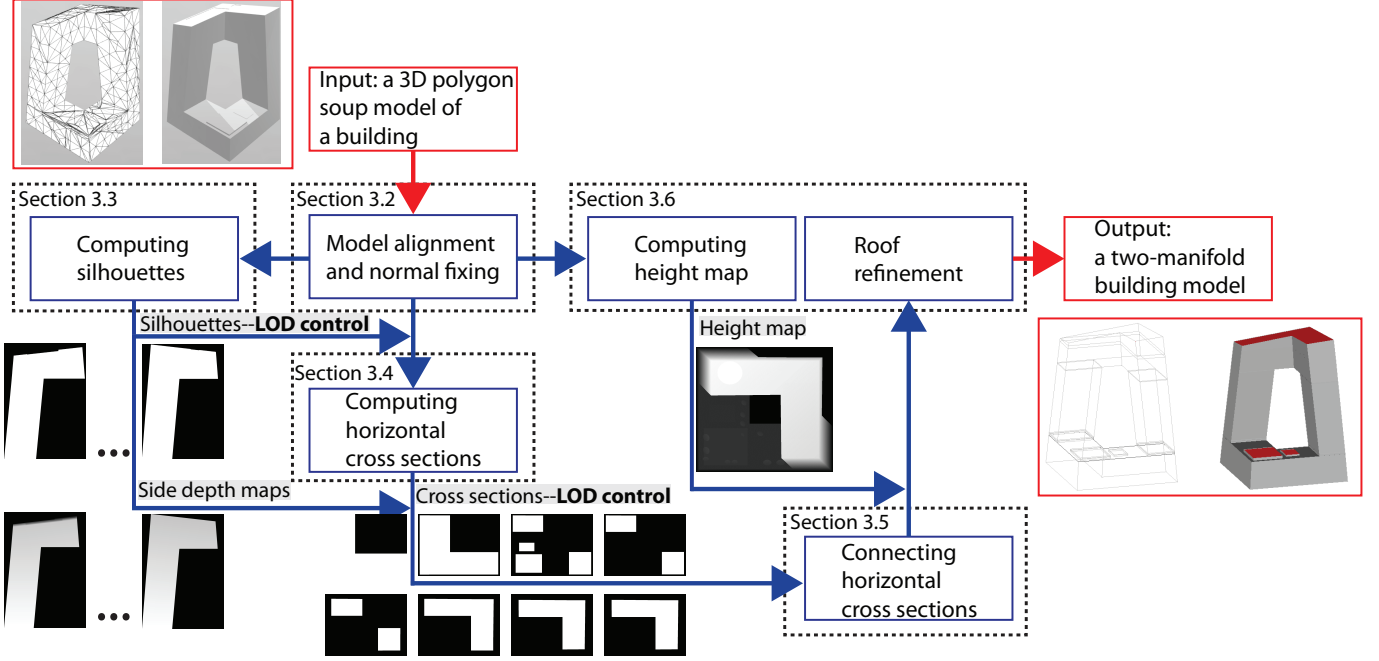 Input: a 3D polygon
soup model of
a building
Section 3.3
Computing
silhouettes
Section 3.2
Model alignment
and normal fixing
Section 3.6
Computing
height map
Roof
refinement
Output:
a two-manifold
building model
Silhouettes--LOD control
Height map
Section 3.4
Computing
horizontal
cross sections
Side depth maps
Cross sections--LOD control
Section 3.5
Connecting
horizontal
cross sections